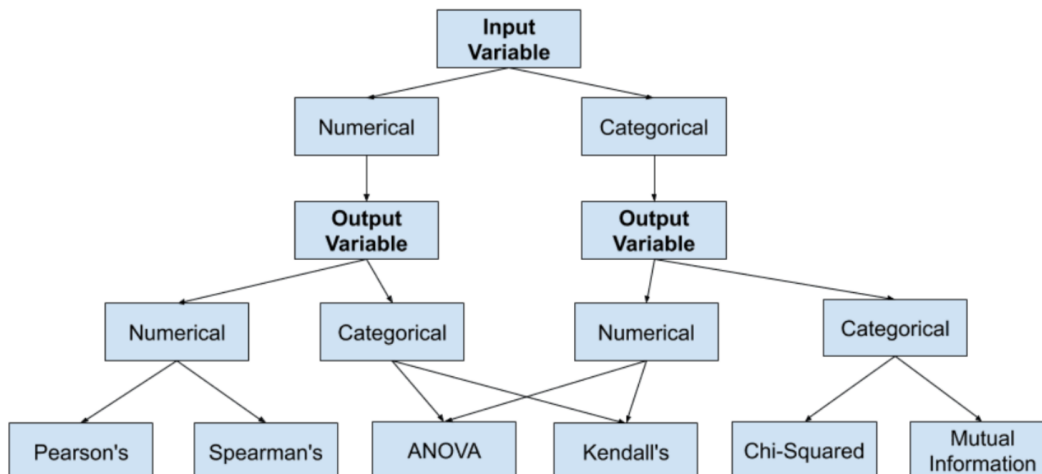 Input
Variable
Numerical
Categorical
Output
Variable
Output
Variable
Numerical
Categorical
Numerical
Categorical
Pearson's
Spearman's
ANOVA
Kendall's
Chi-Squared
Mutual
Information